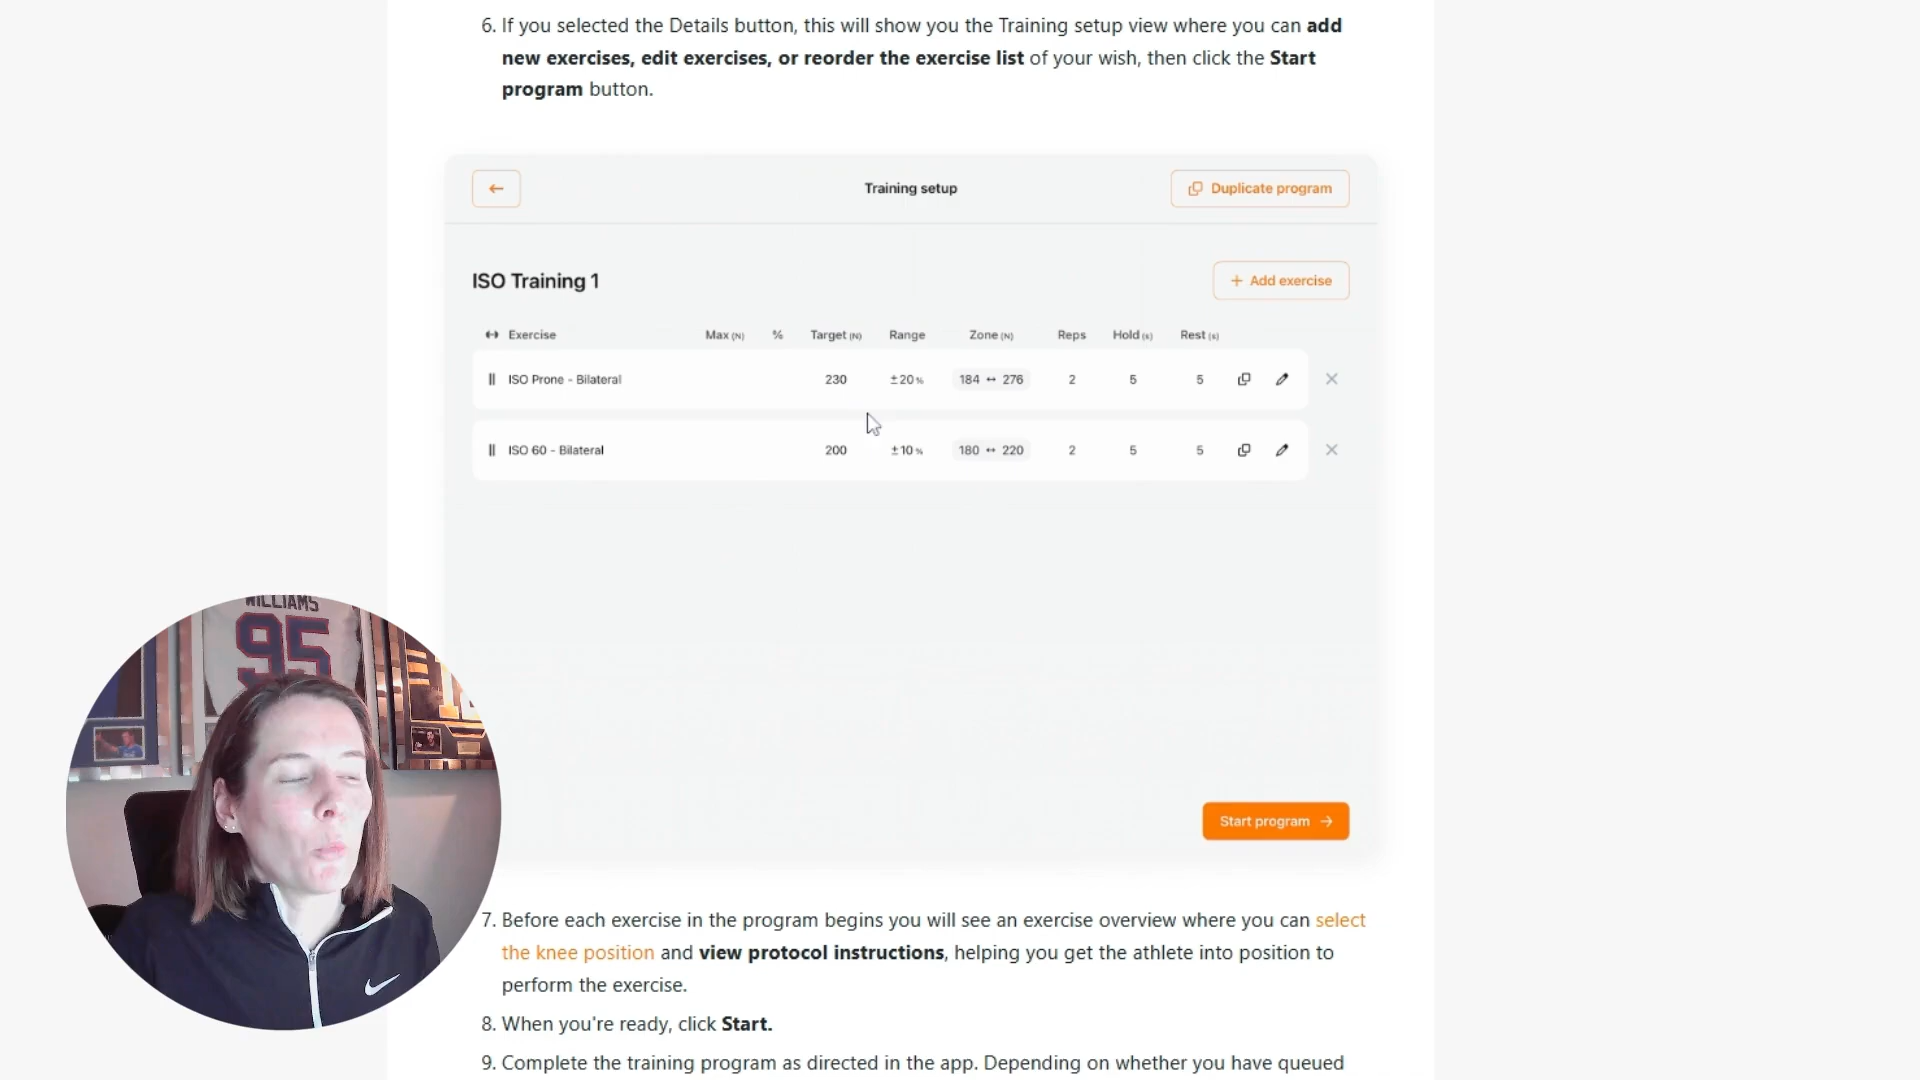 6. If you selected the Details button, this will show you the Training setup view where you can add
new exercises, edit exercises, or reorder the exercise list of your wish, then click the Start
program button.
Training setup
Duplicate program
ISO Training 1
+ Add exercise
Exercise Max (N) % Target (N) Range Zone (N) Reps Hold (s) Rest (s)
ISO Prone - Bilateral 230 ±20 % 184 ↔ 276 2 5 5
ISO 60 - Bilateral 200 ±10 % 180 ↔ 220 2 5 5
Start program →
WILLIAMS
95
7. Before each exercise in the program begins you will see an exercise overview where you can select
the knee position and view protocol instructions, helping you get the athlete into position to
perform the exercise.
8. When you're ready, click Start.
9. Complete the training program as directed in the app. Depending on whether you have queued